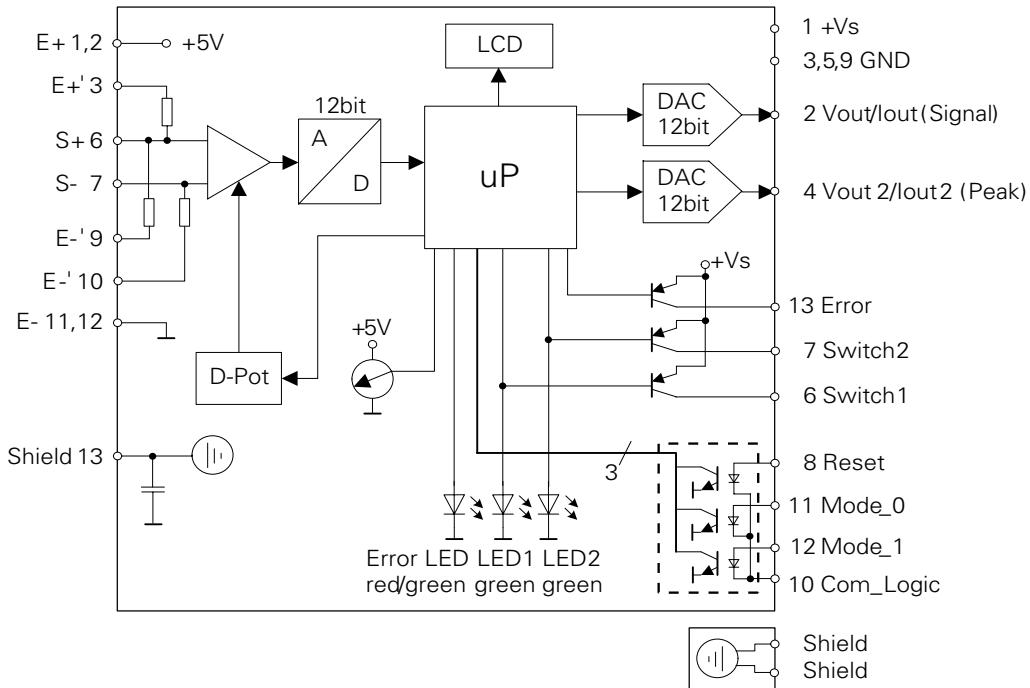 E+ 1,2
+5V
E+' 3
S+ 6
S- 7
E-' 9
E-' 10
E- 11,12
Shield 13
12bit
A
D
LCD
uP
D-Pot
+5V
DAC
12bit
DAC
12bit
+Vs
3
Error LED LED1 LED2
red/green green green
1 +Vs
3,5,9 GND
2 Vout/Iout (Signal)
4 Vout 2/Iout2 (Peak)
13 Error
7 Switch2
6 Switch1
8 Reset
11 Mode_0
12 Mode_1
10 Com_Logic
Shield
Shield